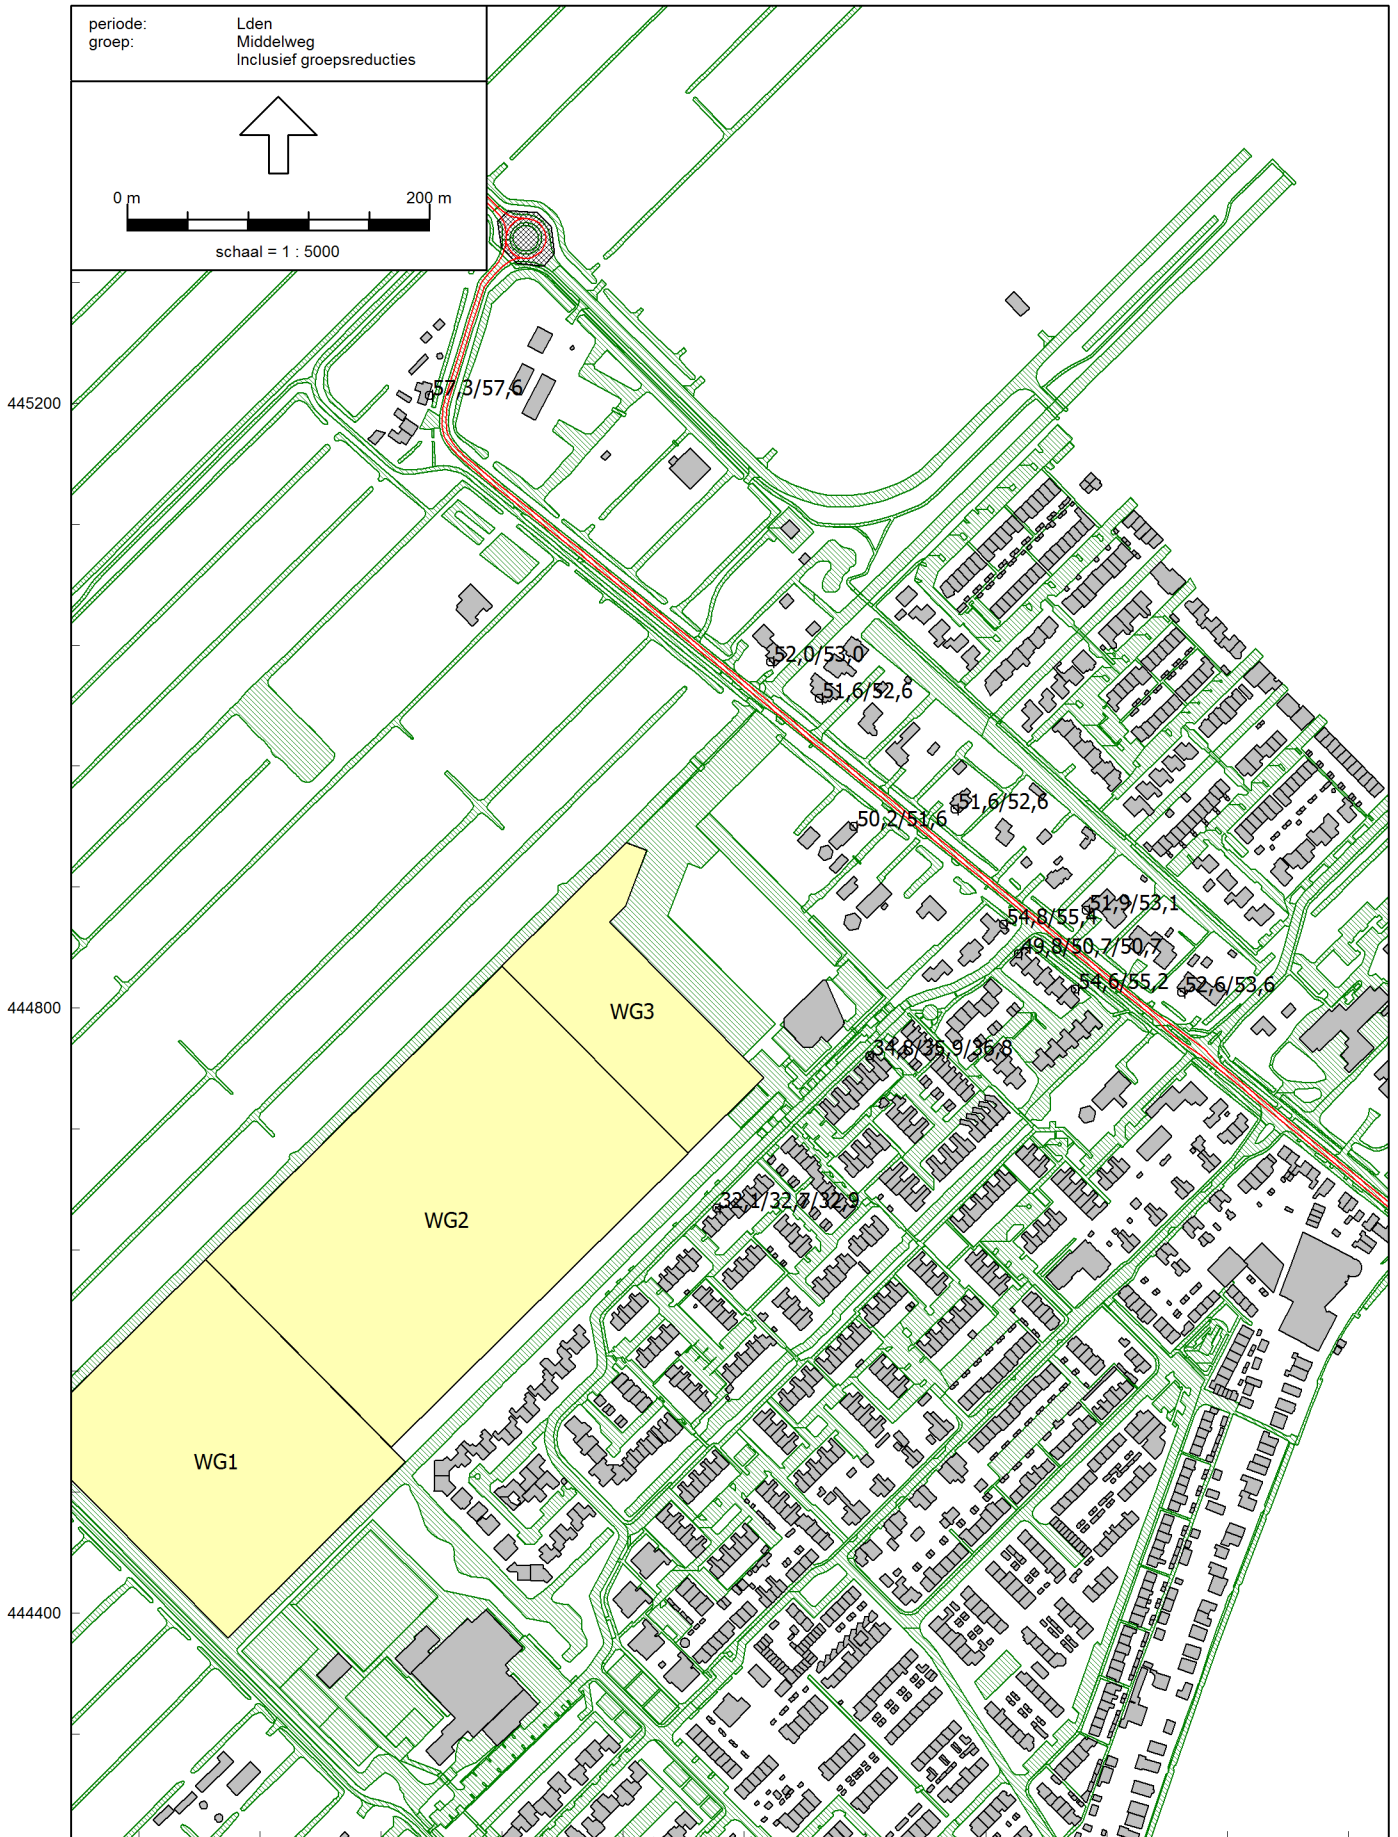 periode: Lden
groep: Middelweg
Inclusief groepsreducties
0 m 200 m
schaal = 1 : 5000
57,3/57,6
445200
52,0/53,0
51,6/52,6
51,6/52,6
50,2/51,6
51,9/53,1
54,8/55,4
49,8/50,7/50,7
54,6/55,2
52,6/53,6
444800
WG3
34,8/35,9/36,8
32,1/32,7/32,9
WG2
WG1
444400